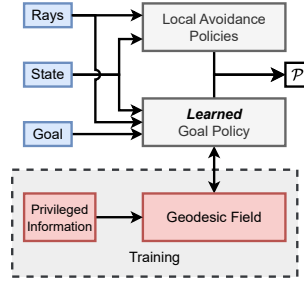 Rays
Local Avoidance
Policies
State
𝒫
Learned
Goal Policy
Goal
Privileged
Information
Geodesic Field
Training